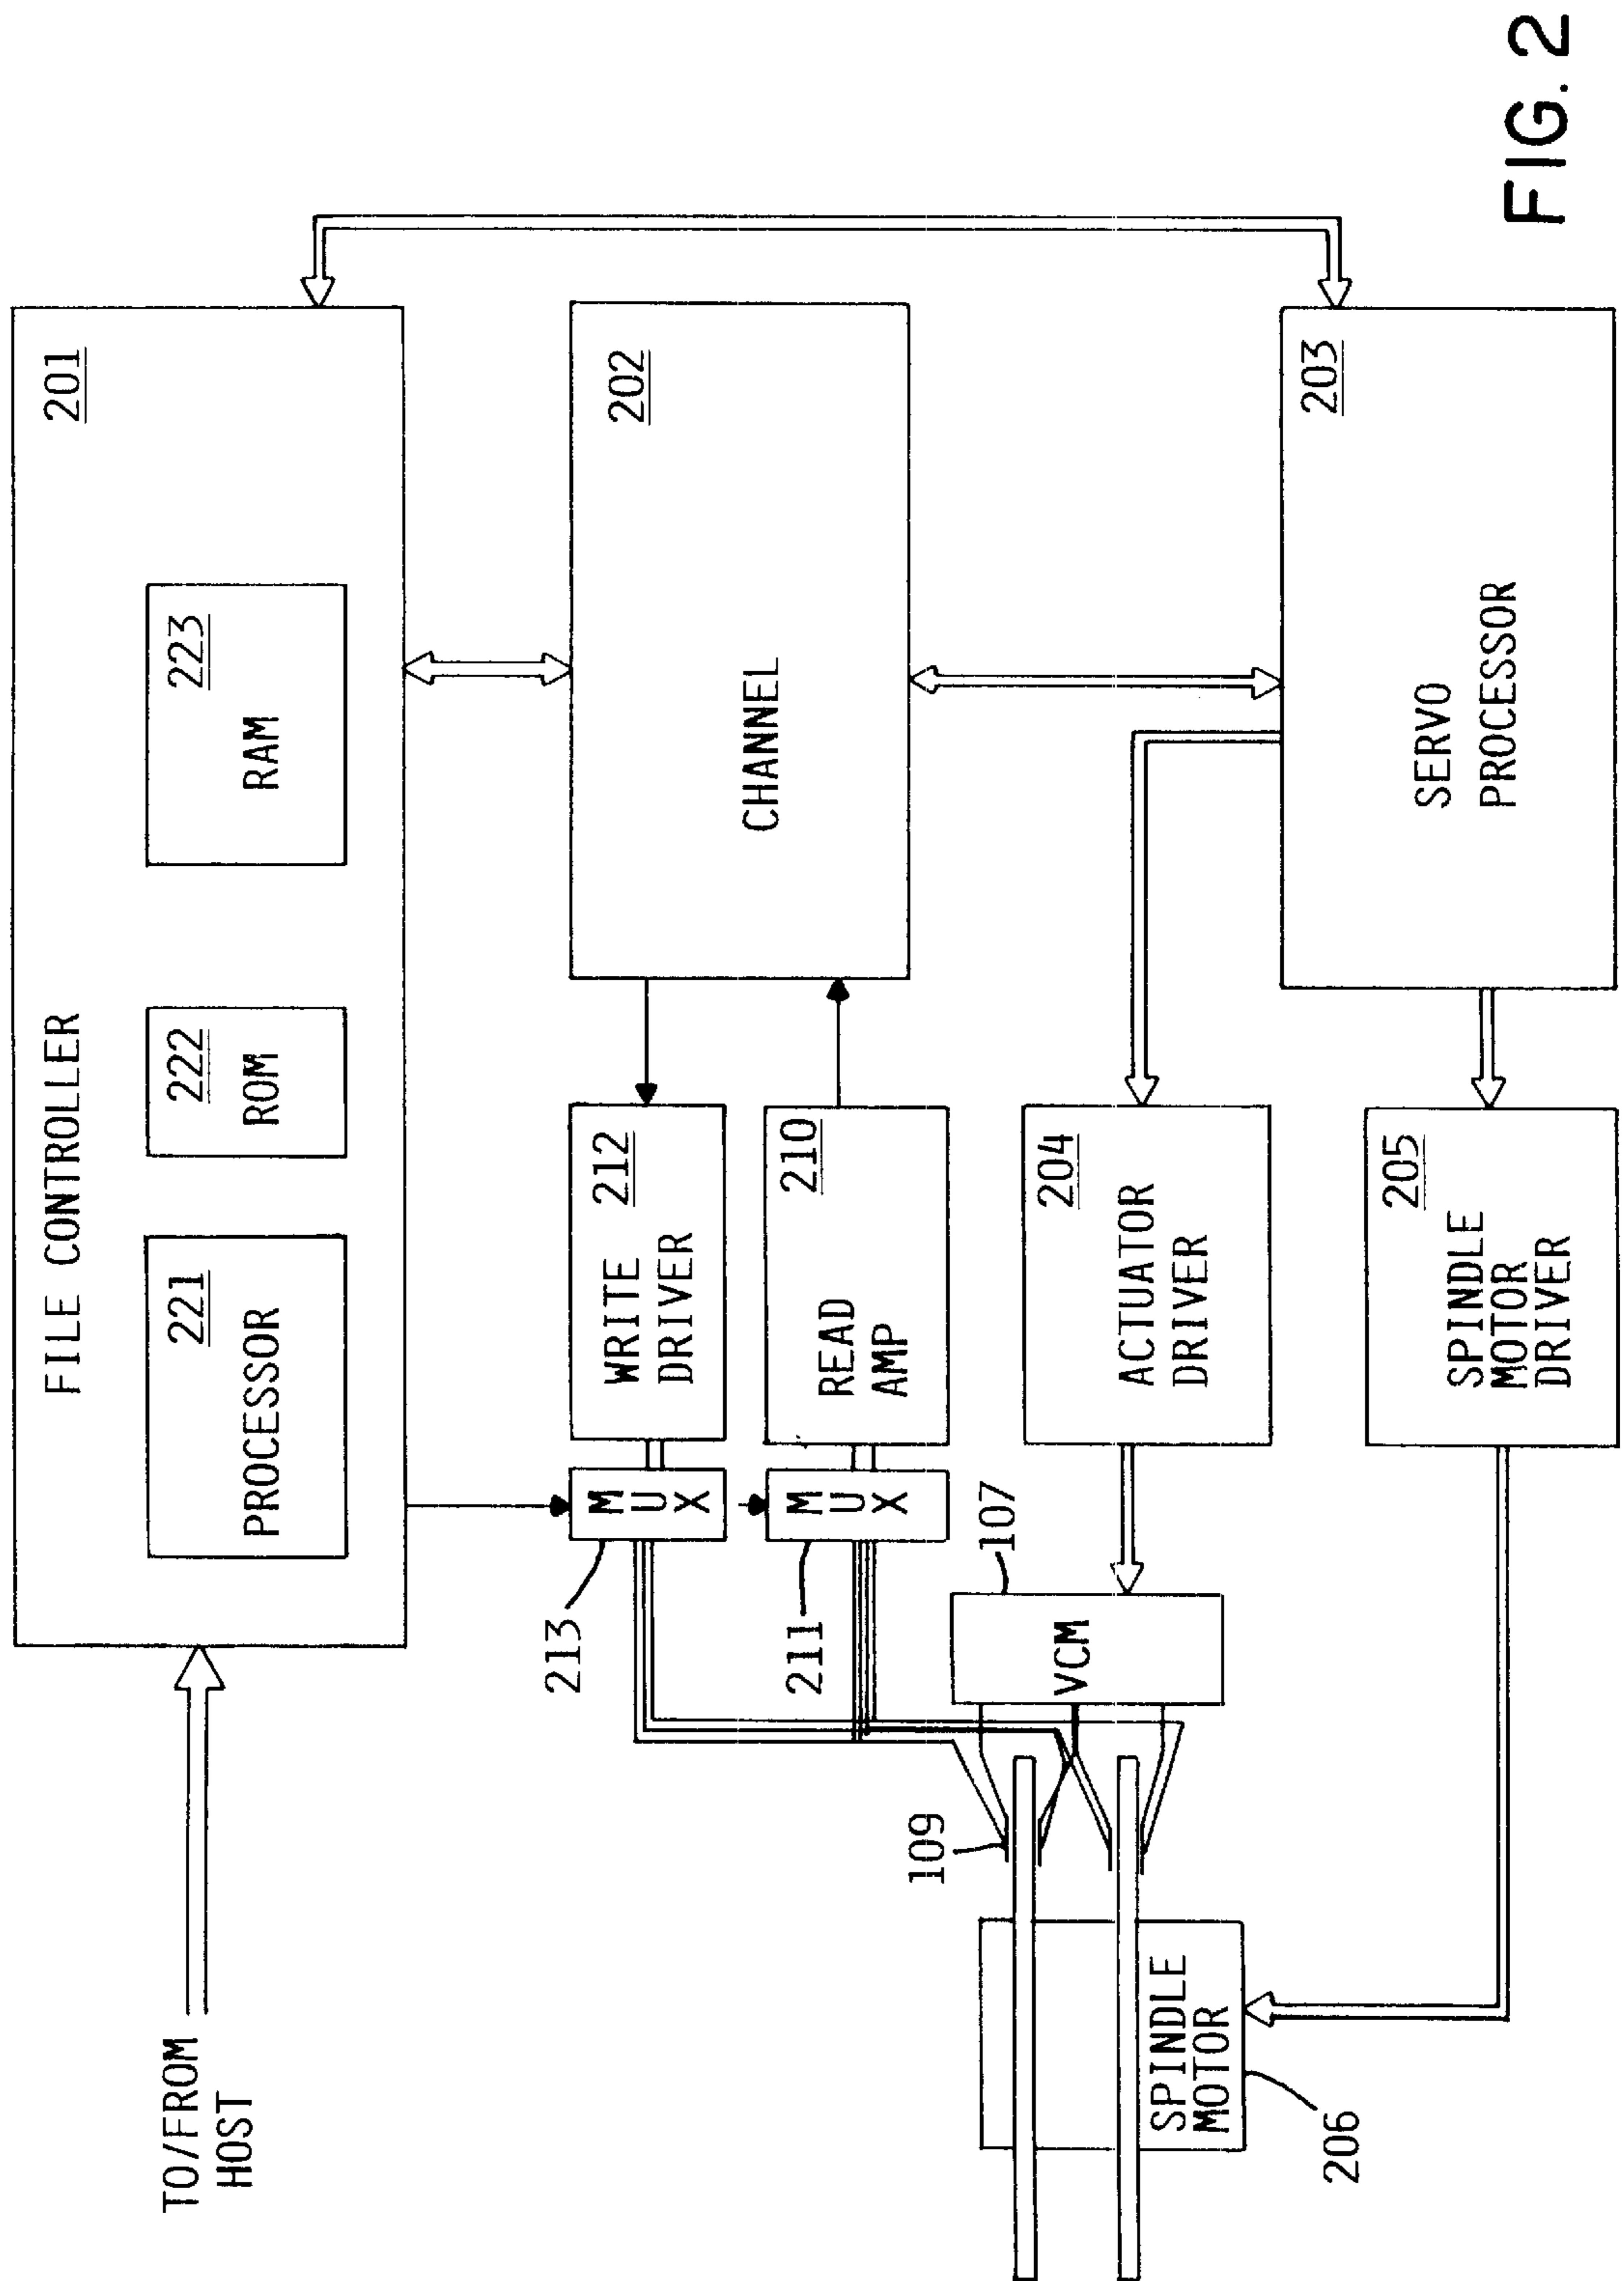 TO/FROM
HOST
FILE CONTROLLER
201
221
PROCESSOR
222
ROM
223
RAM
213
MUX
212
WRITE
DRIVER
202
CHANNEL
211
MUX
210
READ
AMP
107
VCM
109
204
ACTUATOR
DRIVER
203
SERVO
PROCESSOR
SPINDLE
MOTOR
206
205
SPINDLE
MOTOR
DRIVER
FIG. 2